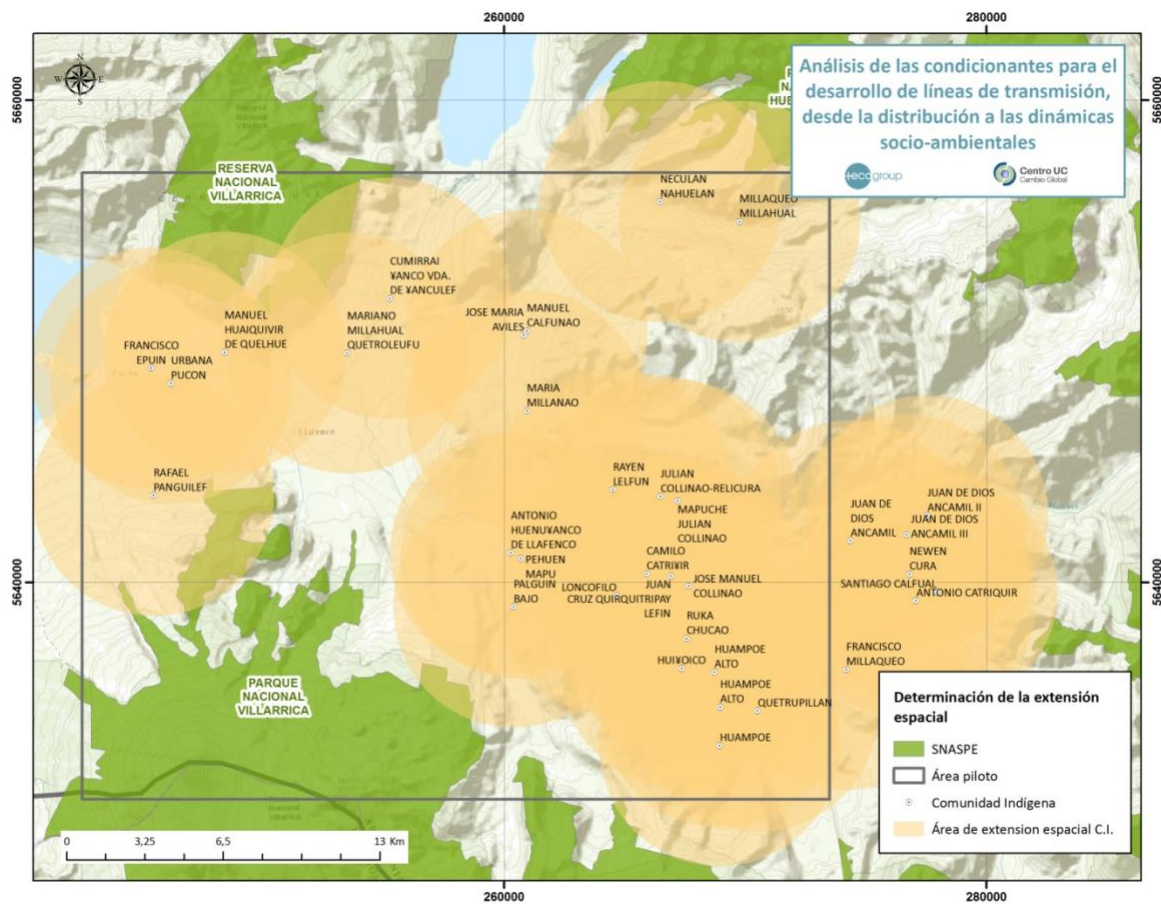 260000
280000
N
W
E
S
5660000
5660000
Análisis de las condicionantes para el
desarrollo de líneas de transmisión,
desde la distribución a las dinámicas
socio-ambientales
teco group
Centro UC
Cambio Global
RESERVA
NACIONAL
VILLARRICA
NECULAN
NAHUELAN
MILLAQUEO
MILLAHUAL
CUMIRRAI
¥ANCO VDA.
DE ¥ANCULEF
MANUEL
HUAIQUIVIR
DE QUELHUE
MARIANO
MILLAHUAL
QUETROLEUFU
JOSE MARIA
AVILES
MANUEL
CALFUNAO
FRANCISCO
EPUIN
URBANA
PUCON
MARIA
MILLANAO
RAFAEL
PANGUILEF
RAYEN
LELFUN
JULIAN
COLLINAO-RELICURA
MAPUCHE
JULIAN
COLLINAO
JUAN DE
DIOS
ANCAMIL
JUAN DE DIOS
ANCAMIL II
JUAN DE DIOS
ANCAMIL III
ANTONIO
HUENU¥ANCO
DE LLAFENCO
PEHUEN
MAPU
PALGUIN
BAJO
CAMILO
CATRI¥IR
NEWEN
CURA
LONCOFILO
CRUZ QUIRQUITRIPAY
JUAN
LEFIN
JOSE MANUEL
COLLINAO
SANTIAGO CALFUAL
ANTONIO CATRIQUIR
5640000
5640000
RUKA
CHUCAO
HUI¥OICO
HUAMPOE
ALTO
FRANCISCO
MILLAQUEO
HUAMPOE
ALTO
QUETRUPILLAN
HUAMPOE
PARQUE
NACIONAL
VILLARRICA
Determinación de la extensión
espacial
SNASPE
Área piloto
Comunidad Indígena
Área de extension espacial C.I.
0
3,25
6,5
13 Km
260000
280000